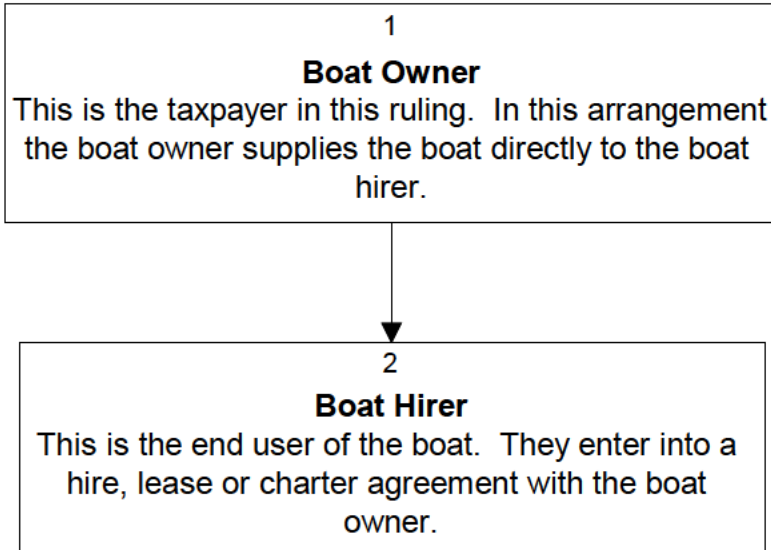 1
Boat Owner
This is the taxpayer in this ruling.  In this arrangement
the boat owner supplies the boat directly to the boat
hirer.
2
Boat Hirer
This is the end user of the boat.  They enter into a
hire, lease or charter agreement with the boat
owner.